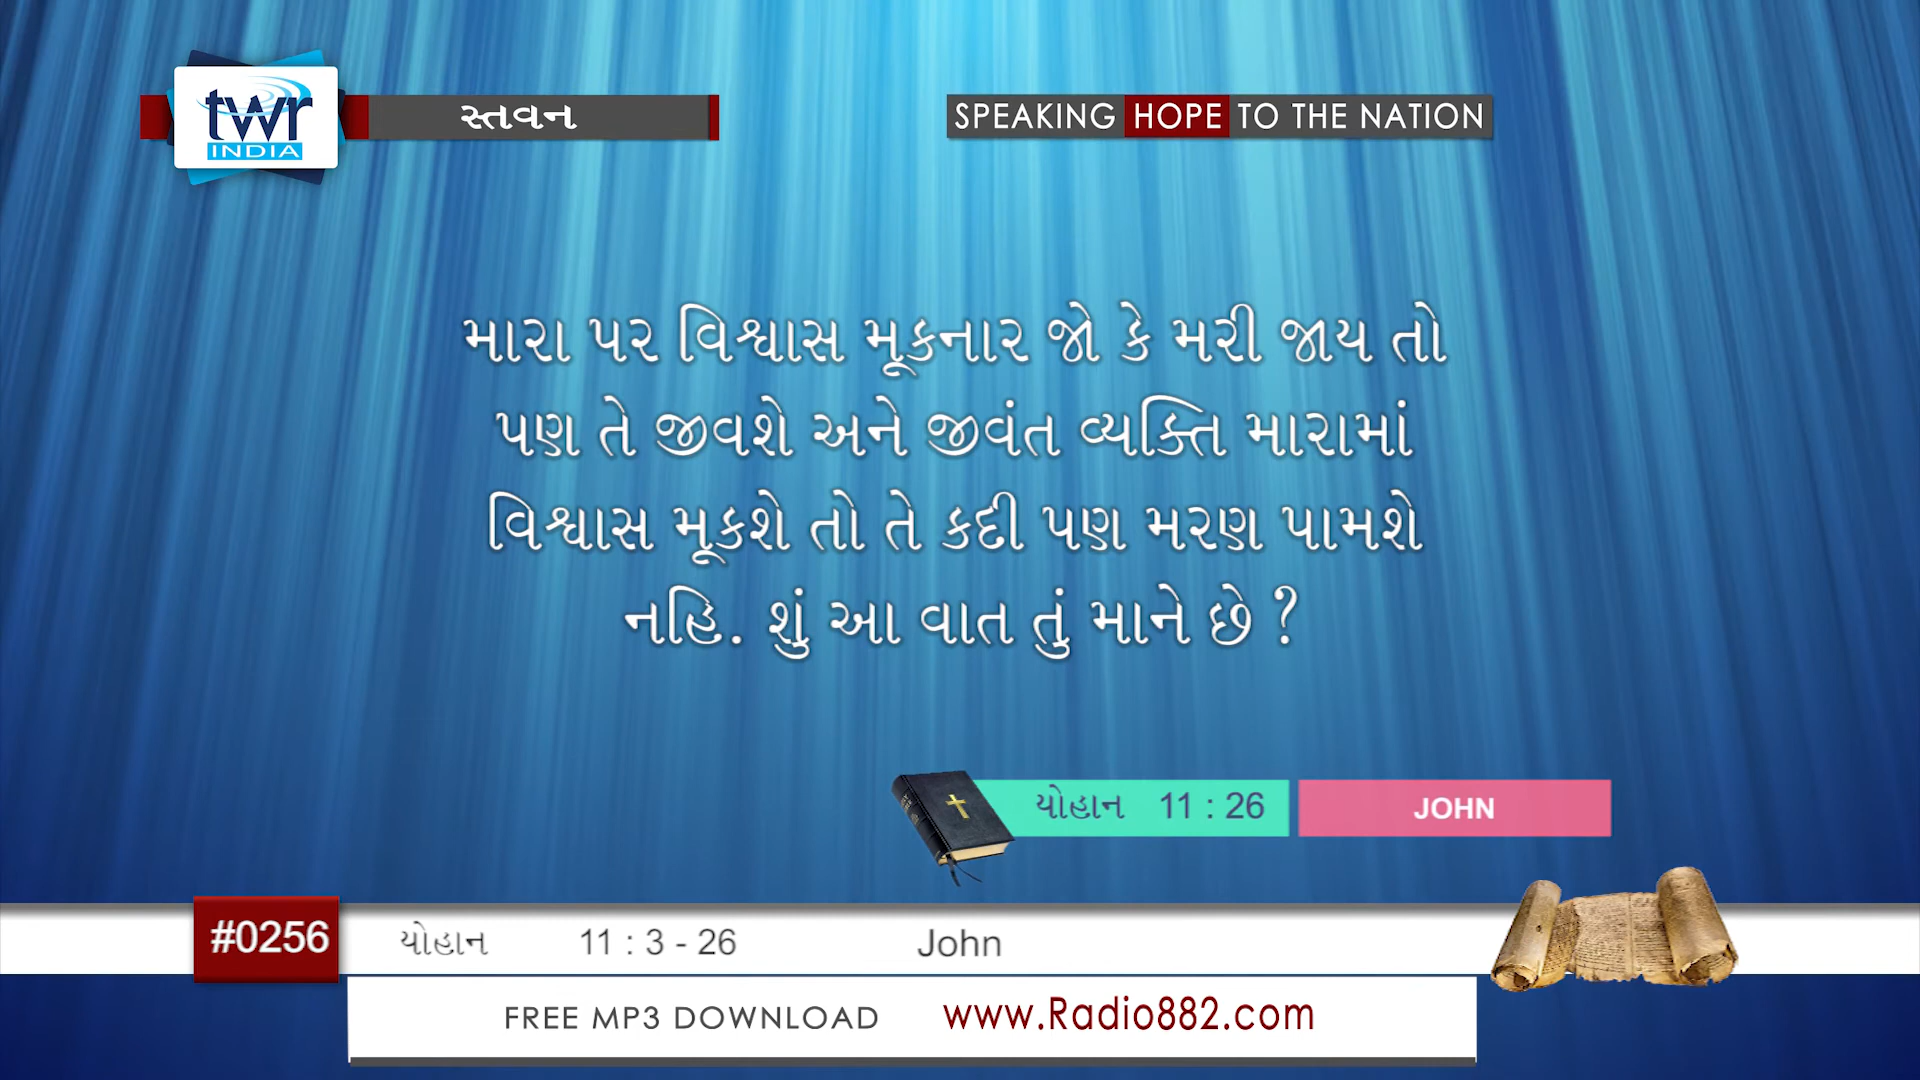 twr
INDIA
સ્તવન
SPEAKING HOPE TO THE NATION
મારા પર વિશ્વાસ મૂકનાર જો કે મરી જાય તો
પણ તે જીવશે અને જીવંત વ્યક્તિ મારામાં
વિશ્વાસ મૂકશે તો તે કદી પણ મરણ પામશે
નહિ. શું આ વાત તું માને છે ?
યોહાન 11 : 26 JOHN
#0256 યોહાન 11 : 3 - 26 John
FREE MP3 DOWNLOAD www.Radio882.com